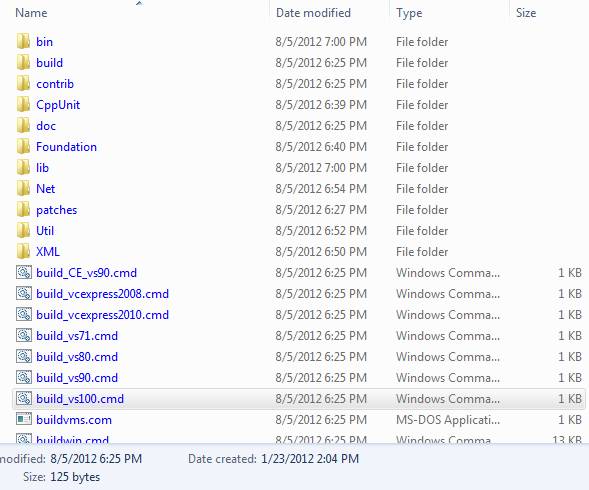 Name Date modified Type Size
bin 8/5/2012 7:00 PM File folder
build 8/5/2012 6:25 PM File folder
contrib 8/5/2012 6:25 PM File folder
CppUnit 8/5/2012 6:39 PM File folder
doc 8/5/2012 6:25 PM File folder
Foundation 8/5/2012 6:40 PM File folder
lib 8/5/2012 7:00 PM File folder
Net 8/5/2012 6:54 PM File folder
patches 8/5/2012 6:27 PM File folder
Util 8/5/2012 6:52 PM File folder
XML 8/5/2012 6:50 PM File folder
build_CE_vs90.cmd 8/5/2012 6:25 PM Windows Comma... 1 KB
build_vcexpress2008.cmd 8/5/2012 6:25 PM Windows Comma... 1 KB
build_vcexpress2010.cmd 8/5/2012 6:25 PM Windows Comma... 1 KB
build_vs71.cmd 8/5/2012 6:25 PM Windows Comma... 1 KB
build_vs80.cmd 8/5/2012 6:25 PM Windows Comma... 1 KB
build_vs90.cmd 8/5/2012 6:25 PM Windows Comma... 1 KB
build_vs100.cmd 8/5/2012 6:25 PM Windows Comma... 1 KB
buildvms.com 8/5/2012 6:25 PM MS-DOS Applicati... 1 KB
buildwin.cmd 8/5/2012 6:25 PM Windows Comma... 13 KB
modified: 8/5/2012 6:25 PM Date created: 1/23/2012 2:04 PM
Size: 125 bytes